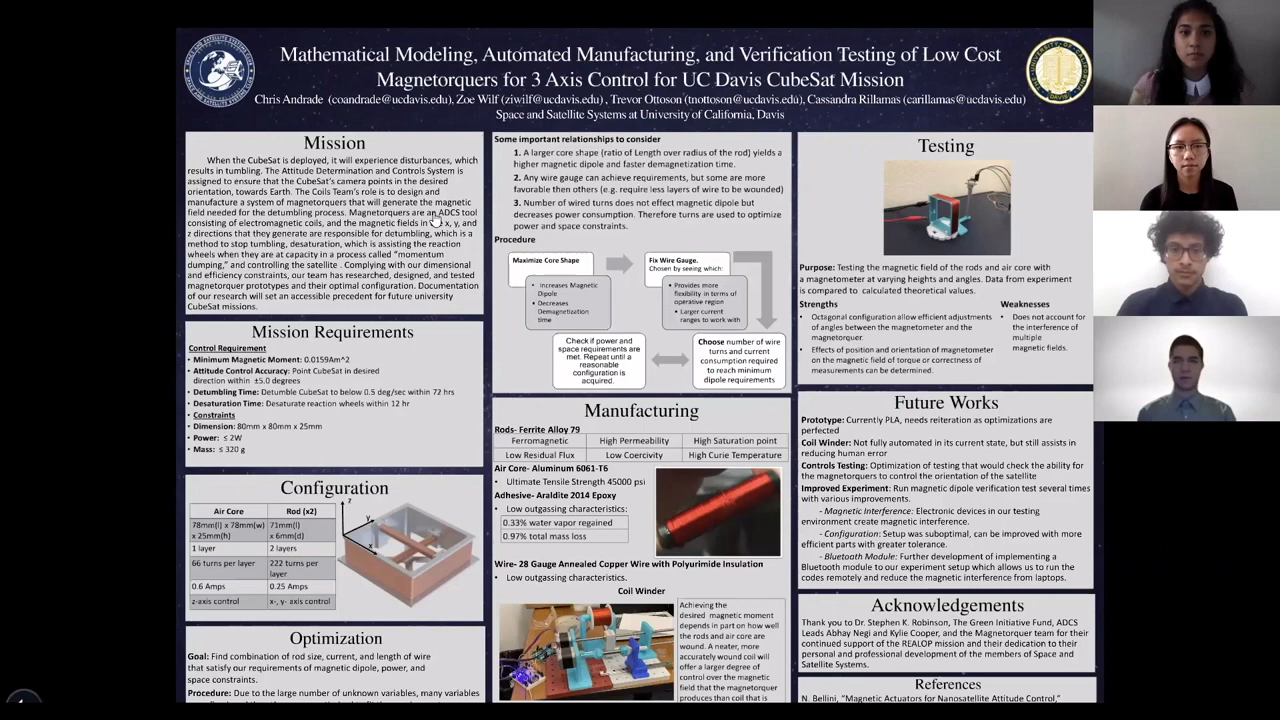 Mathematical Modeling, Automated Manufacturing, and Verification Testing of Low Cost
Magnetorquers for 3 Axis Control for UC Davis CubeSat Mission
Chris Andrade (coandrade@ucdavis.edu), Zoe Wilf (ziwilf@ucdavis.edu) , Trevor Ottoson (tnottoson@ucdavis.edu), Cassandra Rillamas (carillamas@ucdavis.edu)
Space and Satellite Systems at University of California, Davis
Mission
When the CubeSat is deployed, it will experience disturbances, which
results in tumbling. The Attitude Determination and Controls System is
assigned to ensure that the CubeSat's camera points in the desired
orientation, towards Earth. The Coils Team's role is to design and
manufacture a system of magnetorquers that will generate the magnetic
field needed for the detumbling process. Magnetorquers are an ADCS tool
consisting of electromagnetic coils, and the magnetic fields in the x, y, and
z directions that they generate are responsible for detumbling, which is a
method to stop tumbling, desaturation, which is assisting the reaction
wheels when they are at capacity in a process called "momentum
dumping," and controlling the satellite . Complying with our dimensional
and efficiency constraints, our team has researched, designed, and tested
magnetorquer prototypes and their optimal configuration. Documentation
of our research will set an accessible precedent for future university
CubeSat missions.
Mission Requirements
Control Requirement
• Minimum Magnetic Moment: 0.0159Am^2
• Attitude Control Accuracy: Point CubeSat in desired
direction within ±5.0 degrees
• Detumbling Time: Detumble CubeSat to below 0.5 deg/sec within 72 hrs
• Desaturation Time: Desaturate reaction wheels within 12 hr
• Constraints
• Dimension: 80mm x 80mm x 25mm
• Power: ≤ 2W
• Mass: ≤ 320 g
Configuration
Air Core Rod (x2)
78mm(l) x 78mm(w) 71mm(l)
x 25mm(h) x 6mm(d)
1 layer 2 layers
66 turns per layer 222 turns per
layer
0.6 Amps 0.25 Amps
z-axis control x-, y- axis control
z
y
x
Optimization
Goal: Find combination of rod size, current, and length of wire
that satisfy our requirements of magnetic dipole, power, and
space constraints.
Procedure: Due to the large number of unknown variables, many variables
Some important relationships to consider
1. A larger core shape (ratio of Length over radius of the rod) yields a
higher magnetic dipole and faster demagnetization time.
2. Any wire gauge can achieve requirements, but some are more
favorable then others (e.g. require less layers of wire to be wounded)
3. Number of wired turns does not effect magnetic dipole but
decreases power consumption. Therefore turns are used to optimize
power and space constraints.
Procedure
Maximize Core Shape
• Increases Magnetic
Dipole
• Decreases
Demagnetization
time
Fix Wire Gauge.
Chosen by seeing which:
• Provides more
flexibility in terms of
operative region
• Larger current
ranges to work with
Check if power and
space requirements are
met. Repeat until a
reasonable
configuration is
acquired.
Choose number of wire
turns and current
consumption required
to reach minimum
dipole requirements
Manufacturing
Rods- Ferrite Alloy 79
Ferromagnetic High Permeability High Saturation point
Low Residual Flux Low Coercivity High Curie Temperature
Air Core- Aluminum 6061-T6
• Ultimate Tensile Strength 45000 psi
Adhesive- Araldite 2014 Epoxy
• Low outgassing characteristics:
0.33% water vapor regained
0.97% total mass loss
Wire- 28 Gauge Annealed Copper Wire with Polyurimide Insulation
• Low outgassing characteristics.
Coil Winder
Achieving the
desired magnetic moment
depends in part on how well
the rods and air core are
wound. A neater, more
accurately wound coil will
offer a larger degree of
control over the magnetic
field that the magnetorquer
produces than coil that is
Testing
Purpose: Testing the magnetic field of the rods and air core with
a magnetometer at varying heights and angles. Data from experiment
is compared to calculated theoretical values.
Strengths
• Octagonal configuration allow efficient adjustments
of angles between the magnetometer and the
magnetorquer.
• Effects of position and orientation of magnetometer
on the magnetic field of torque or correctness of
measurements can be determined.
Weaknesses
• Does not account
for the
interference of
multiple
magnetic fields.
Future Works
Prototype: Currently PLA, needs reiteration as optimizations are
perfected
Coil Winder: Not fully automated in its current state, but still assists in
reducing human error
Controls Testing: Optimization of testing that would check the ability for
the magnetorquers to control the orientation of the satellite
Improved Experiment: Run magnetic dipole verification test several times
with various improvements.
- Magnetic Interference: Electronic devices in our testing
environment create magnetic interference.
- Configuration: Setup was suboptimal, can be improved with more
efficient parts with greater tolerance.
- Bluetooth Module: Further development of implementing a
Bluetooth module to our experiment setup which allows us to run the
codes remotely and reduce the magnetic interference from laptops.
Acknowledgements
Thank you to Dr. Stephen K. Robinson, The Green Initiative Fund, ADCS
Leads Abhay Negi and Kylie Cooper, and the Magnetorquer team for their
continued support of the REALOP mission and their dedication to their
personal and professional development of the members of Space and
Satellite Systems.
References
N. Bellini, "Magnetic Actuators for Nanosatellite Attitude Control,"